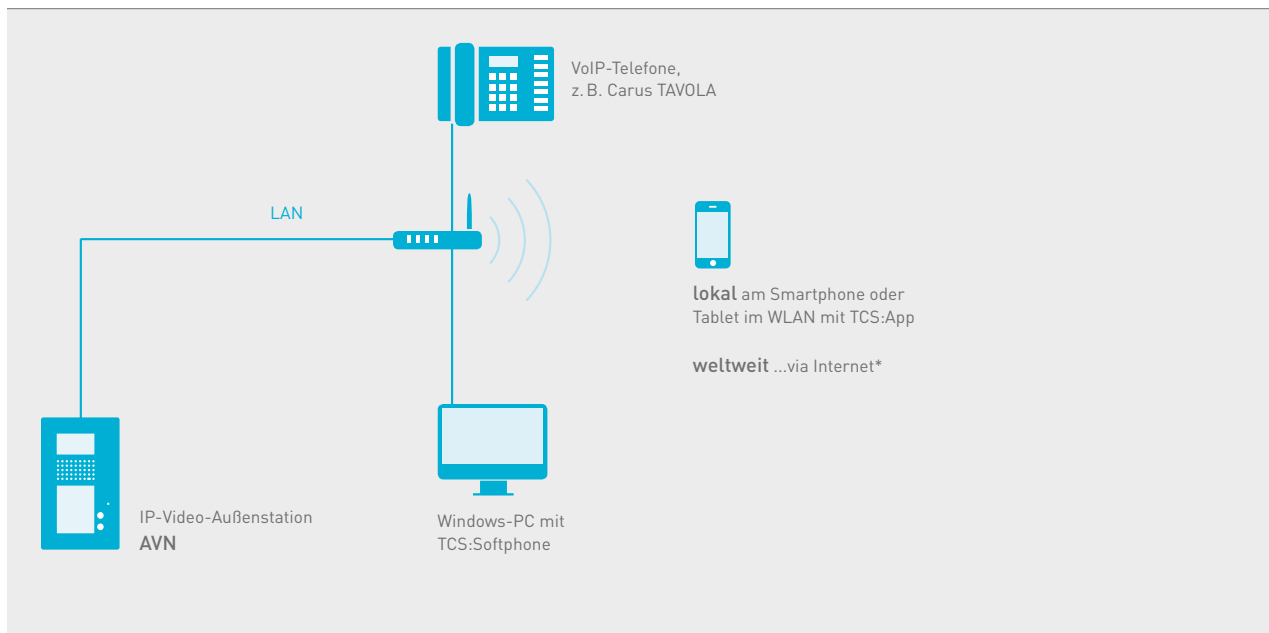 VoIP-Telefone,
z. B. Carus TAVOLA
LAN
lokal am Smartphone oder
Tablet im WLAN mit TCS:App
weltweit ...via Internet*
IP-Video-Außenstation
AVN
Windows-PC mit
TCS:Softphone